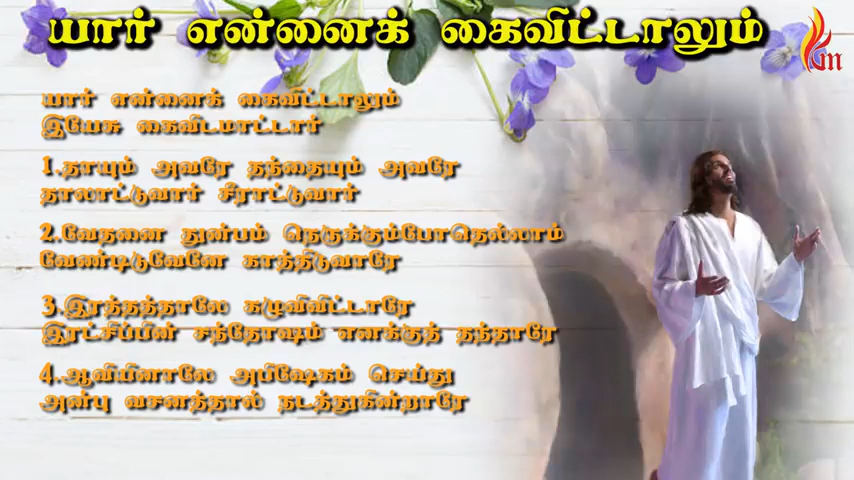 யார் என்னைக் கைவிட்டாலும்
யார் என்னைக் கைவிட்டாலும்
இயேசு கைவிடமாட்டார்
1.தாயும் அவரே தந்தையும் அவரே
தாலாட்டுவார் சீராட்டுவார்
2.வேதனை துன்பம் நெருக்கும்போதெல்லாம்
வேண்டிடுவேனே காத்திடுவாரே
3.இரத்தத்தாலே கழுவிவிட்டாரே
இரட்சிப்பின் சந்தோஷம் எனக்குத் தந்தாரே
4.ஆவியினாலே அபிஷேகம் செய்து
அன்பு வசனத்தால் நடத்துகின்றாரே